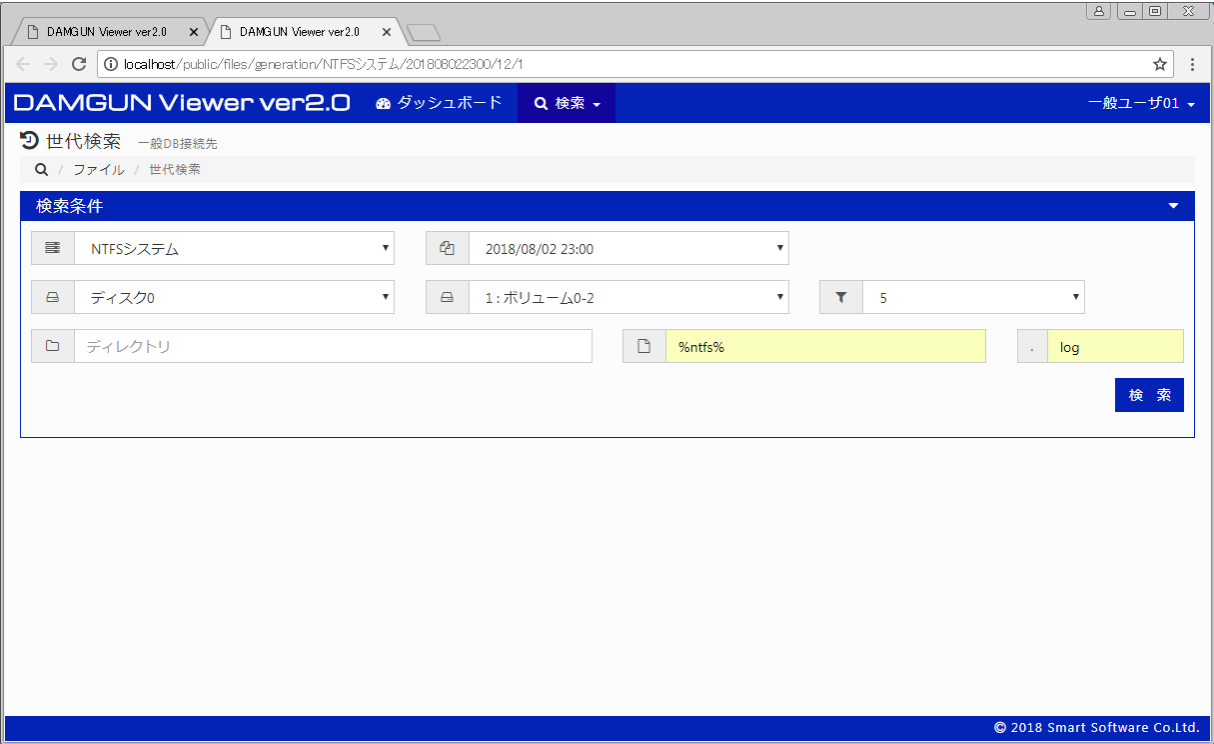 DAMGUN Viewer ver2.0 DAMGUN Viewer ver2.0
localhost/public/files/generation/NTFSシステム/201808022300/12/1
DAMGUN Viewer ver2.0 ダッシュボード 検索 一般ユーザ01
世代検索 一般DB接続先
/ ファイル / 世代検索
検索条件
NTFSシステム 2018/08/02 23:00
ディスク0 1 : ボリューム0-2 5
ディレクトリ %ntfs% . log
検 索
© 2018 Smart Software Co.Ltd.